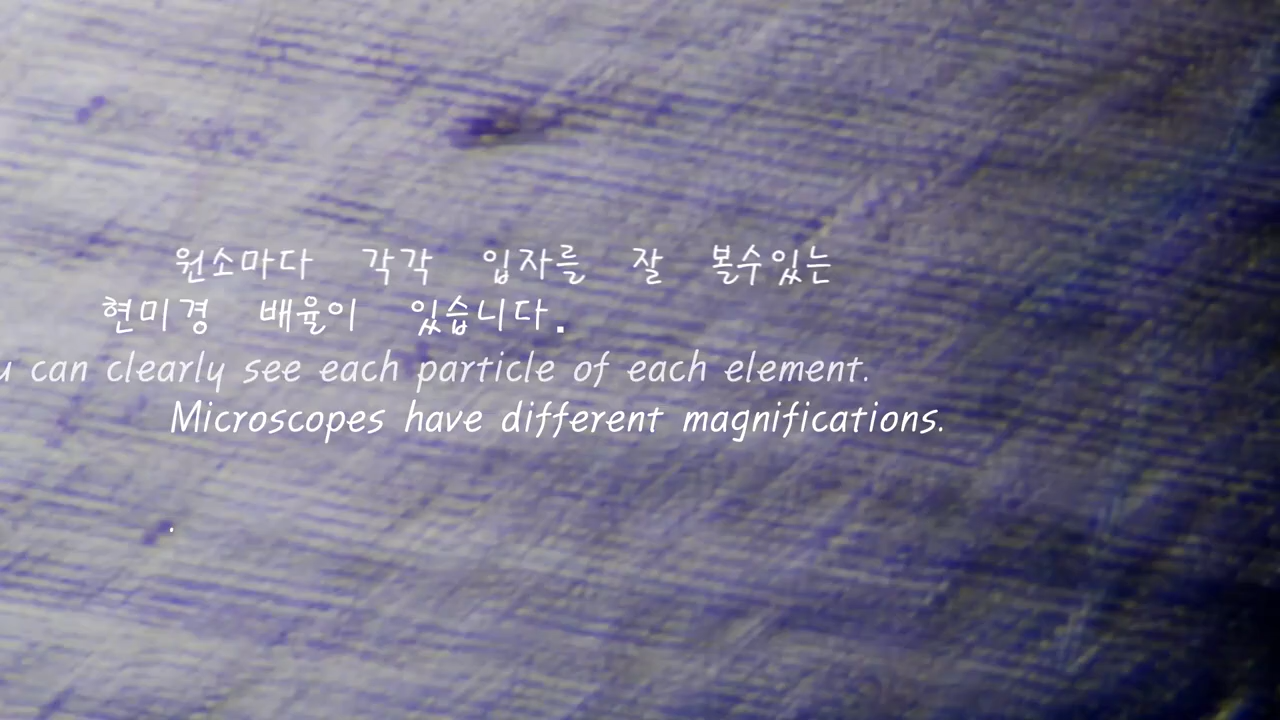 원소마다 각각 입자를 잘 볼수있는
현미경 배율이 있습니다.
u can clearly see each particle of each element.
Microscopes have different magnifications.
.